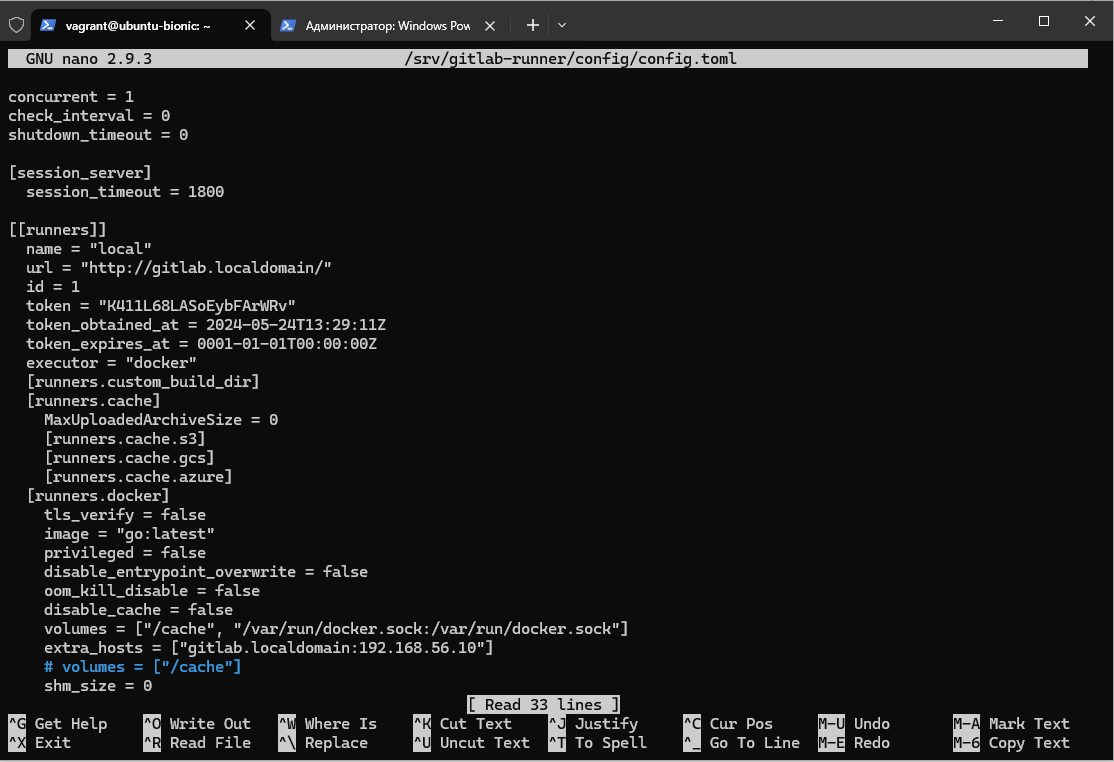 vagrant@ubuntu-bionic: ~
Администратор: Windows Pow
GNU nano 2.9.3 /srv/gitlab-runner/config/config.toml
concurrent = 1
check_interval = 0
shutdown_timeout = 0
[session_server]
session_timeout = 1800
[[runners]]
name = "local"
url = "http://gitlab.localdomain/"
id = 1
token = "K411L68LASoEybFArWRv"
token_obtained_at = 2024-05-24T13:29:11Z
token_expires_at = 0001-01-01T00:00:00Z
executor = "docker"
[runners.custom_build_dir]
[runners.cache]
MaxUploadedArchiveSize = 0
[runners.cache.s3]
[runners.cache.gcs]
[runners.cache.azure]
[runners.docker]
tls_verify = false
image = "go:latest"
privileged = false
disable_entrypoint_overwrite = false
oom_kill_disable = false
disable_cache = false
volumes = ["/cache", "/var/run/docker.sock:/var/run/docker.sock"]
extra_hosts = ["gitlab.localdomain:192.168.56.10"]
# volumes = ["/cache"]
shm_size = 0
[ Read 33 lines ]
^G Get Help ^O Write Out ^W Where Is ^K Cut Text ^J Justify ^C Cur Pos M-U Undo M-A Mark Text
^X Exit ^R Read File ^\ Replace ^U Uncut Text ^T To Spell ^_ Go To Line M-E Redo M-6 Copy Text